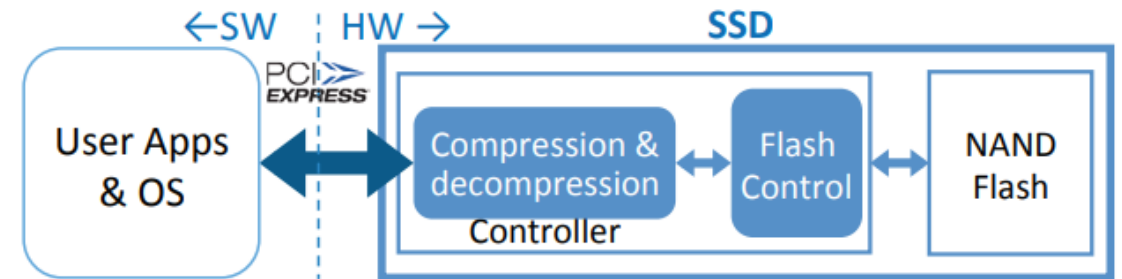 ←SW
HW →
SSD
PCI
EXPRESS
User Apps
& OS
Compression &
decompression
Controller
Flash
Control
NAND
Flash